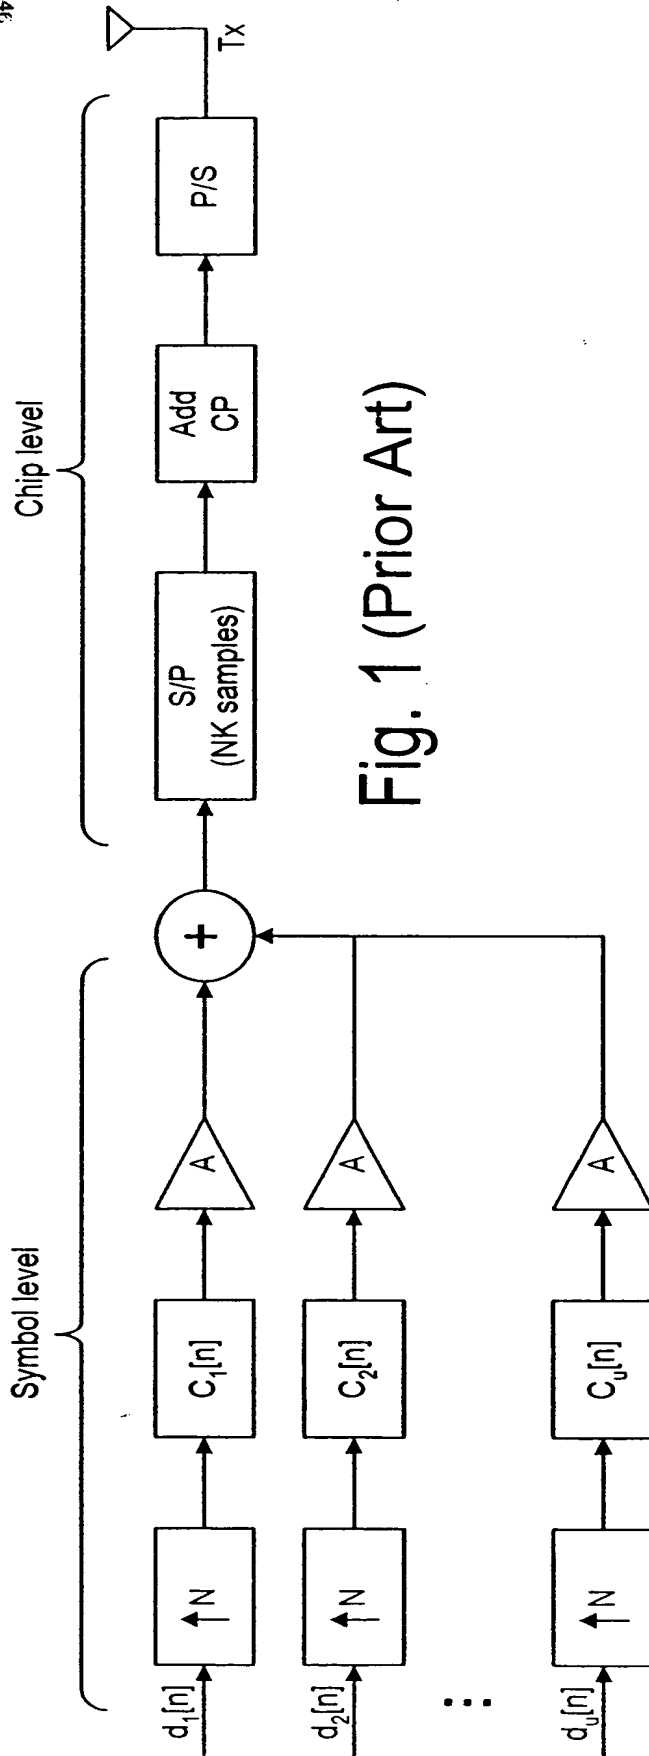 Symbol level
Chip level
d₁[n]
↑N
C₁[n]
A
+
S/P
(NK samples)
Add
CP
P/S
Tx
d₂[n]
↑N
C₂[n]
A
⋮
dᵤ[n]
↑N
Cᵤ[n]
A
Fig. 1 (Prior Art)